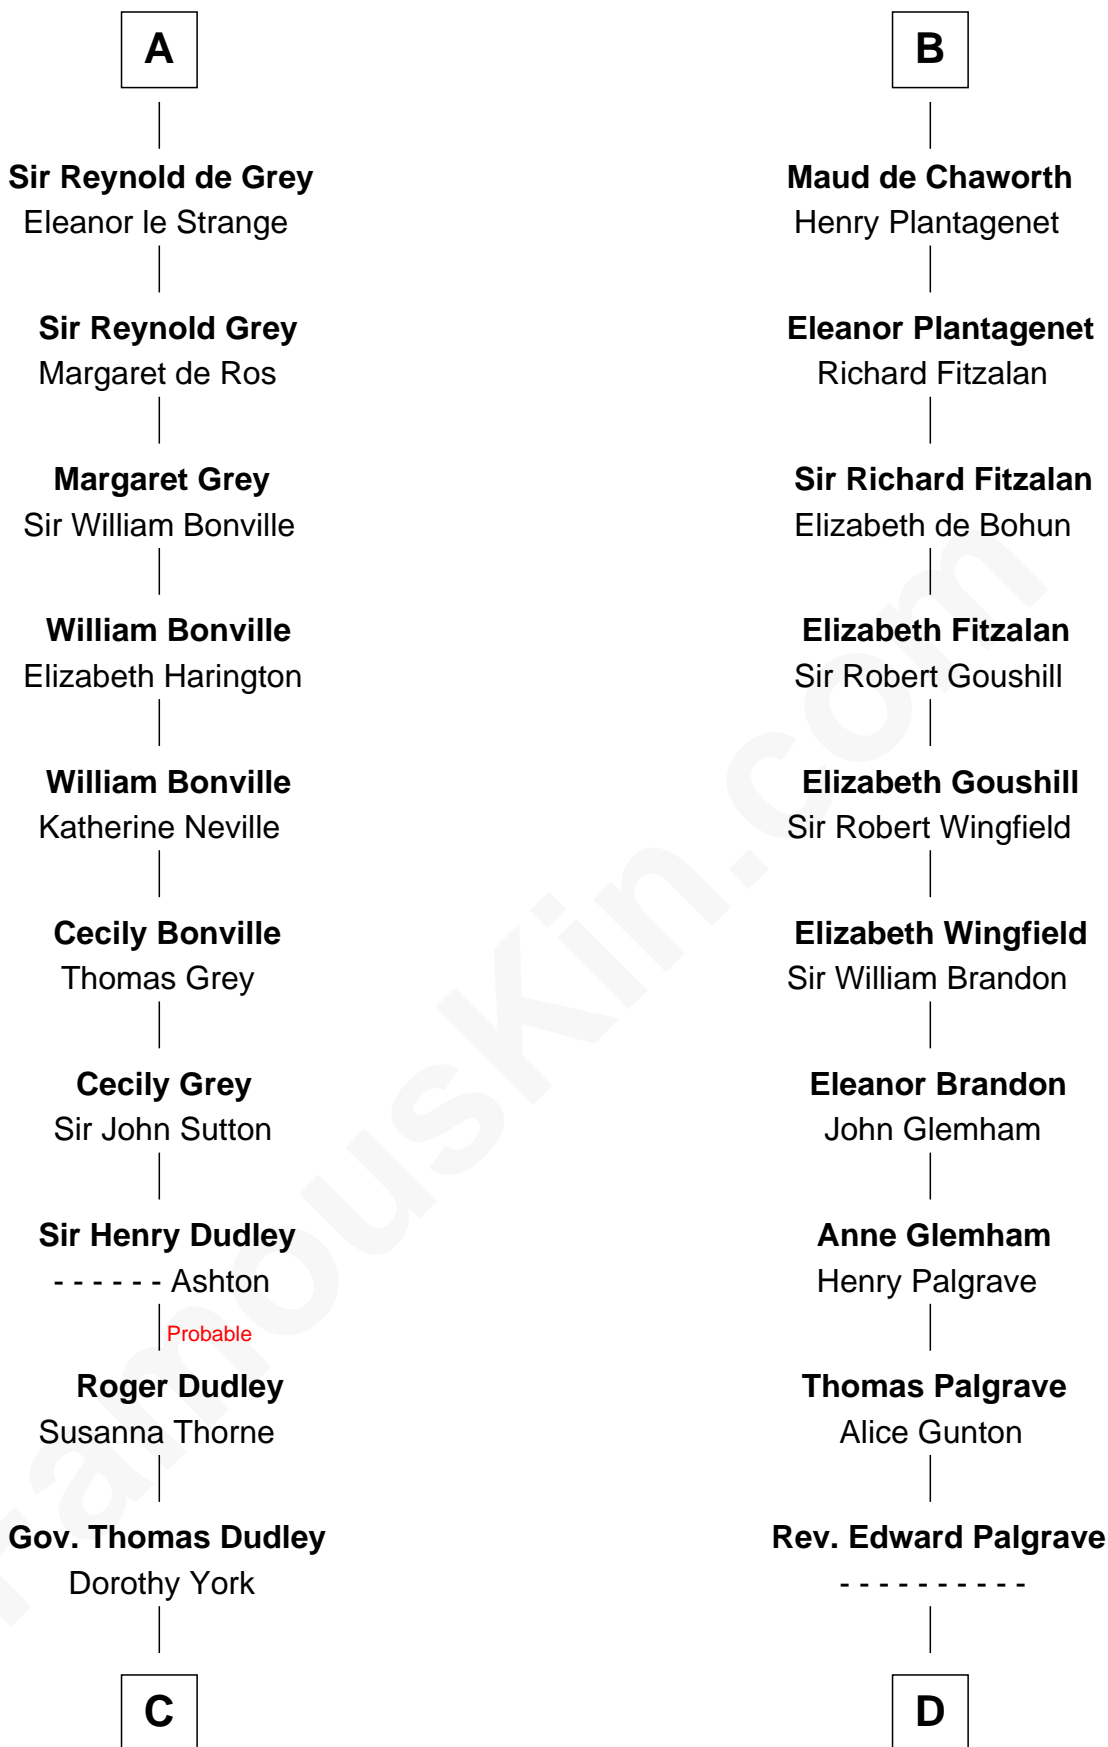 A
Sir Reynold de Grey
Eleanor le Strange
Sir Reynold Grey
Margaret de Ros
Margaret Grey
Sir William Bonville
William Bonville
Elizabeth Harington
William Bonville
Katherine Neville
Cecily Bonville
Thomas Grey
Cecily Grey
Sir John Sutton
Sir Henry Dudley
- - - - - - Ashton
Probable
Roger Dudley
Susanna Thorne
Gov. Thomas Dudley
Dorothy York
C
B
Maud de Chaworth
Henry Plantagenet
Eleanor Plantagenet
Richard Fitzalan
Sir Richard Fitzalan
Elizabeth de Bohun
Elizabeth Fitzalan
Sir Robert Goushill
Elizabeth Goushill
Sir Robert Wingfield
Elizabeth Wingfield
Sir William Brandon
Eleanor Brandon
John Glemham
Anne Glemham
Henry Palgrave
Thomas Palgrave
Alice Gunton
Rev. Edward Palgrave
- - - - - - - - - -
D
FamousKin.com